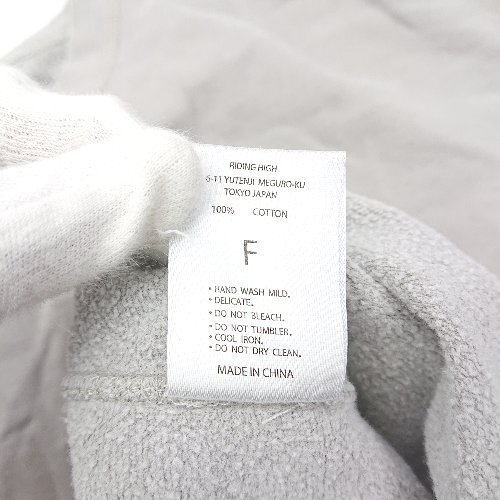 RIDING HIGH
6-11 YUTENJI MEGURO-KU
TOKYO JAPAN
100% COTTON
F
* HAND WASH MILD.
* DELICATE.
* DO NOT BLEACH.
* DO NOT TUMBLER.
* COOL IRON.
* DO NOT DRY CLEAN.
MADE IN CHINA